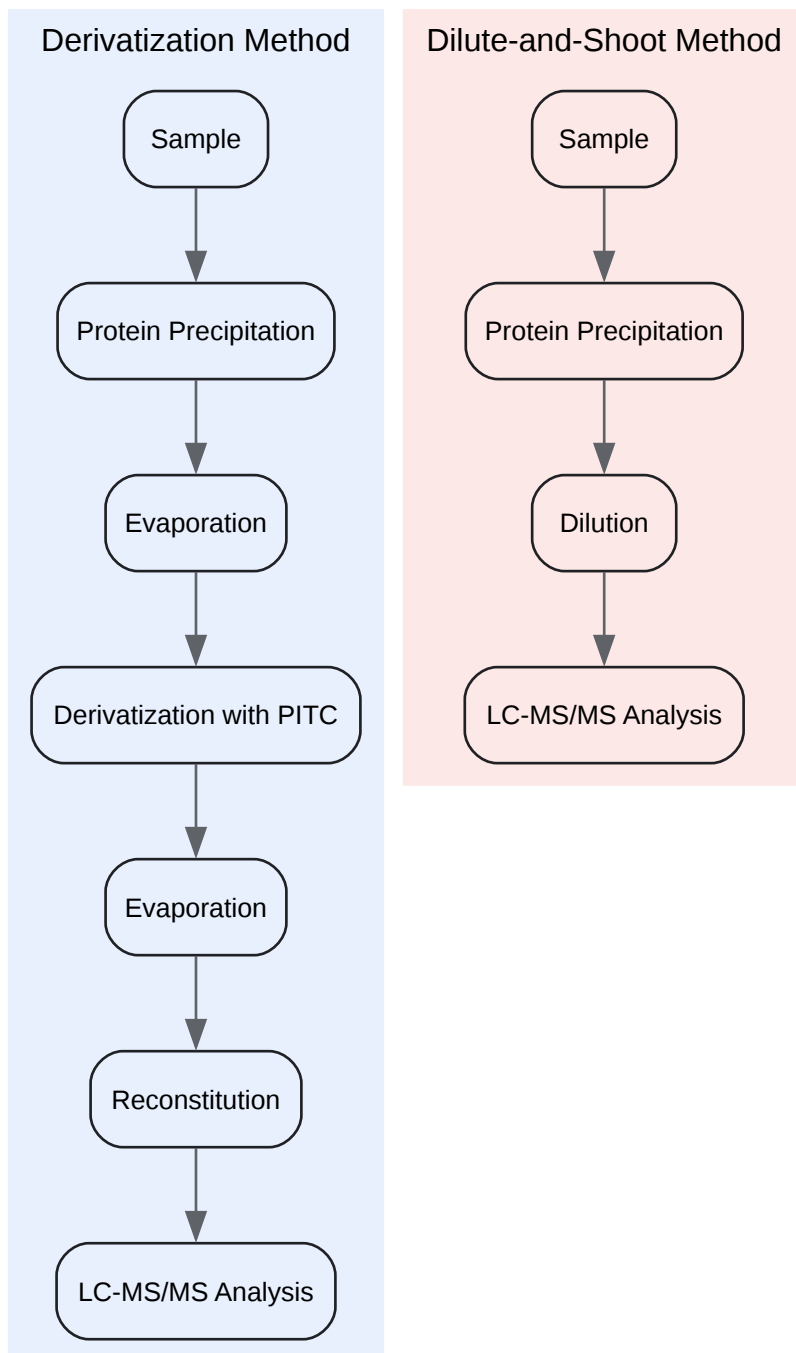 Derivatization Method
Sample
Protein Precipitation
Evaporation
Derivatization with PITC
Evaporation
Reconstitution
LC-MS/MS Analysis
Dilute-and-Shoot Method
Sample
Protein Precipitation
Dilution
LC-MS/MS Analysis